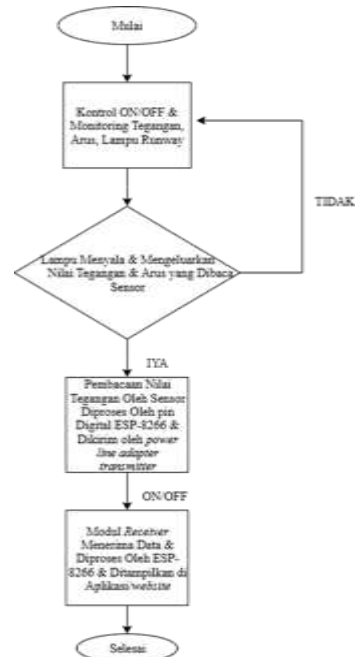 Mulai
Kontrol ON/OFF &
Monitoring Tegangan,
Arus, Lampu Runway
TIDAK
Lampu Menyala & Mengeluarkan
Nilai Tegangan & Arus yang Dibaca
Sensor
IYA
Pembacaan Nilai
Tegangan Oleh Sensor
Diproses Oleh pin
Digital ESP-8266 &
Dikirim oleh power
line adapter
transmitter
ON/OFF
Modul Receiver
Menerima Data &
Diproses Oleh ESP-
8266 & Ditampilkan di
Aplikasi/website
Selesai